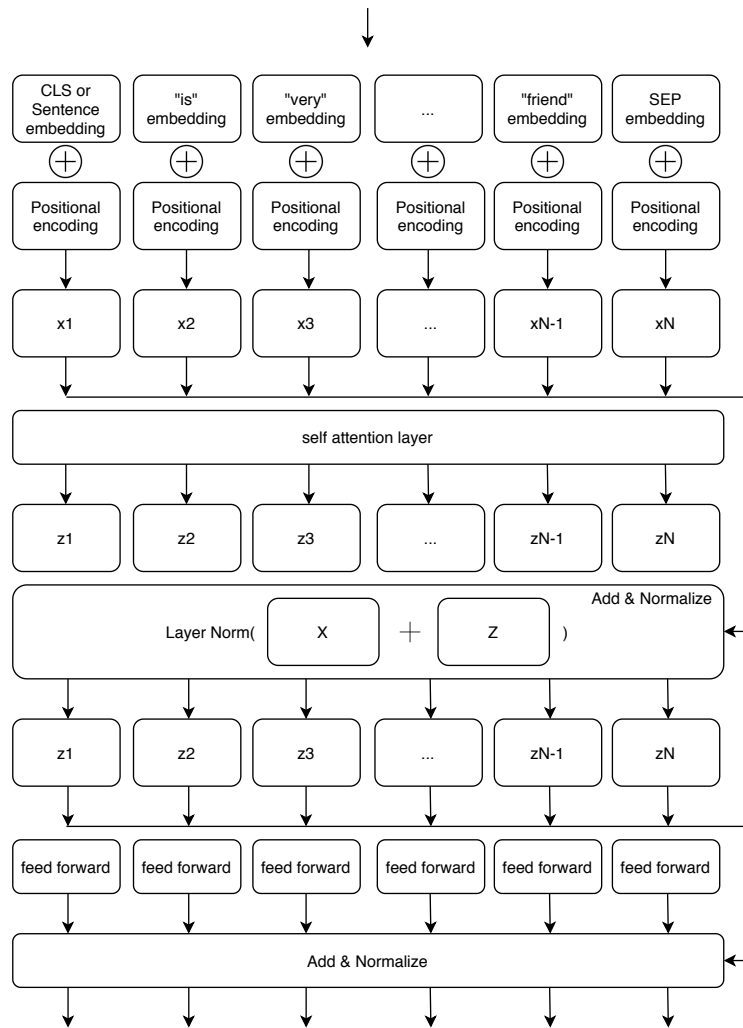 CLS or
Sentence
embedding
"is"
embedding
"very"
embedding
...
"friend"
embedding
SEP
embedding
Positional
encoding
Positional
encoding
Positional
encoding
Positional
encoding
Positional
encoding
Positional
encoding
x1
x2
x3
...
xN-1
xN
self attention layer
z1
z2
z3
...
zN-1
zN
Add & Normalize
Layer Norm( X + Z )
z1
z2
z3
...
zN-1
zN
feed forward
feed forward
feed forward
feed forward
feed forward
feed forward
Add & Normalize